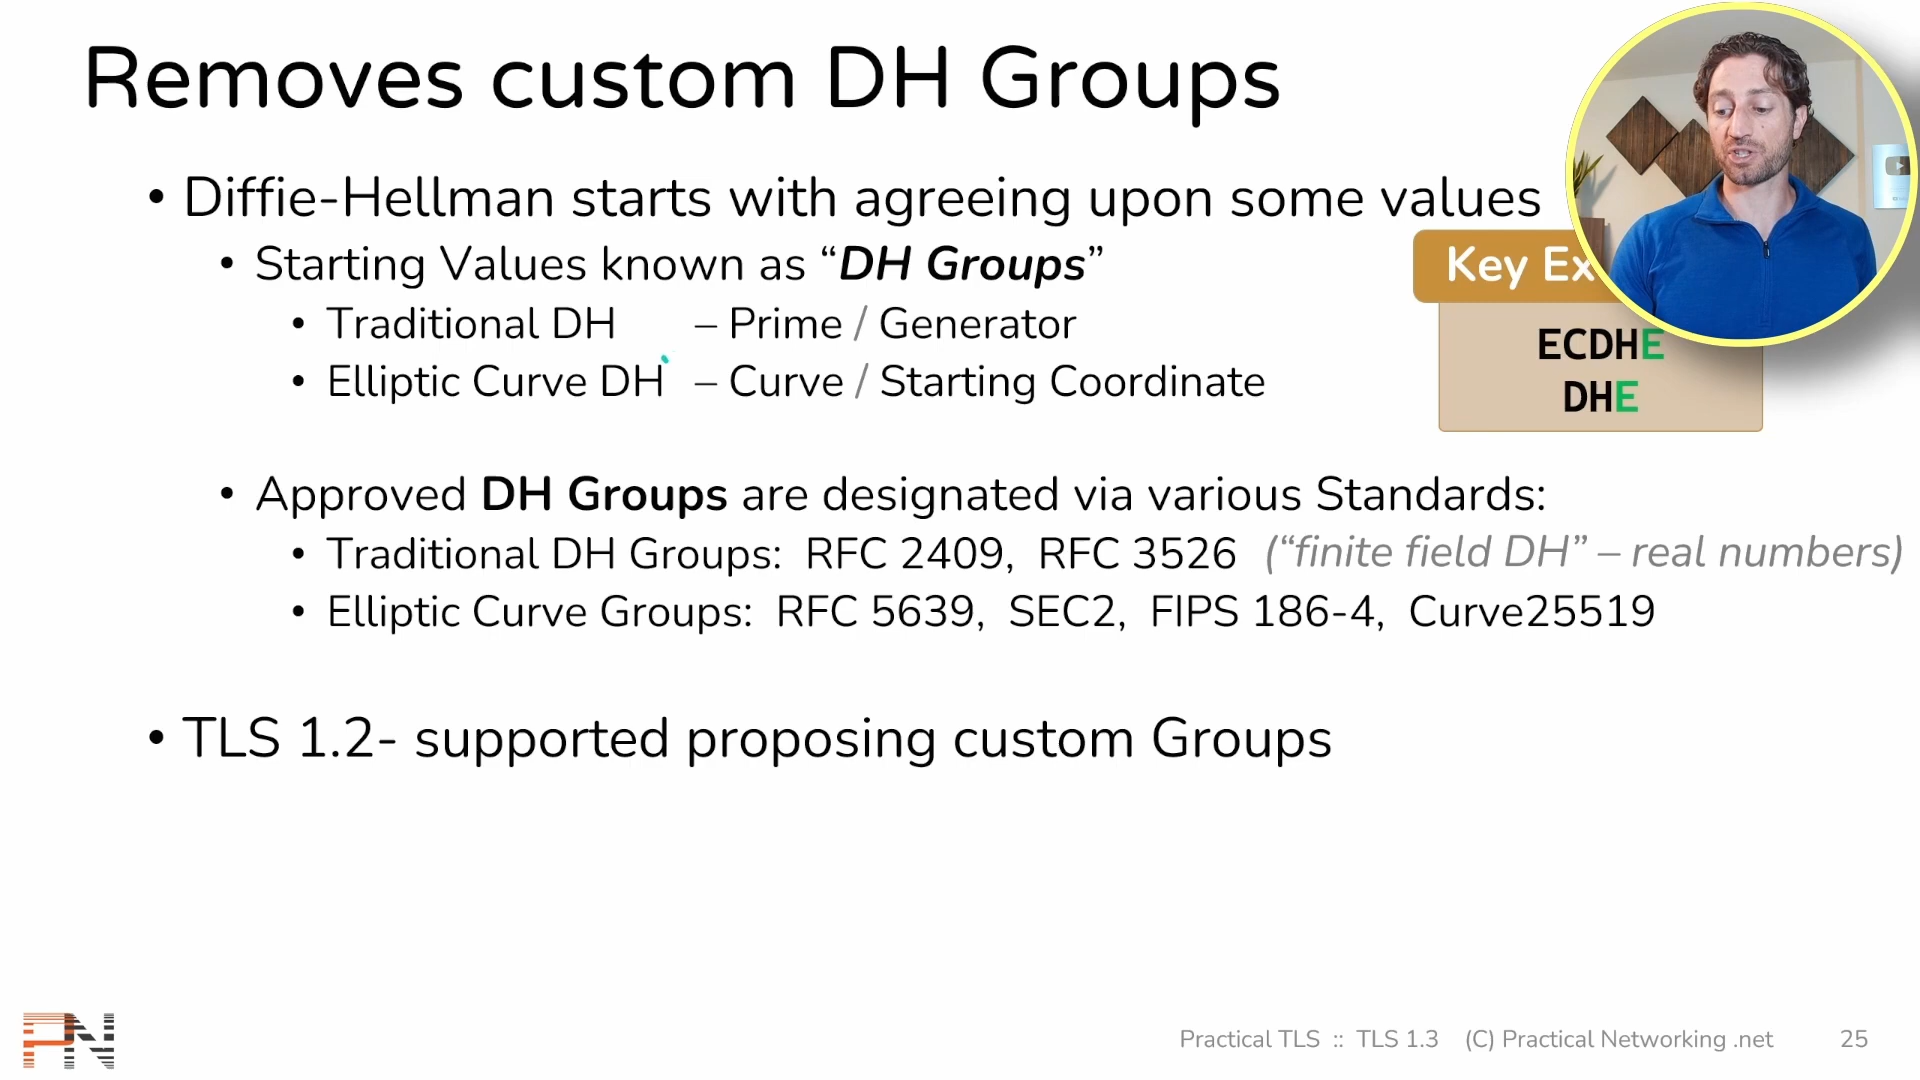 Removes custom DH Groups
• Diffie-Hellman starts with agreeing upon some values
• Starting Values known as “DH Groups”
• Traditional DH – Prime / Generator
• Elliptic Curve DH – Curve / Starting Coordinate
Key Ex
ECDHE
DHE
• Approved DH Groups are designated via various Standards:
• Traditional DH Groups: RFC 2409, RFC 3526 (“finite field DH” – real numbers)
• Elliptic Curve Groups: RFC 5639, SEC2, FIPS 186-4, Curve25519
• TLS 1.2- supported proposing custom Groups
PN
Practical TLS :: TLS 1.3 (C) Practical Networking .net 25